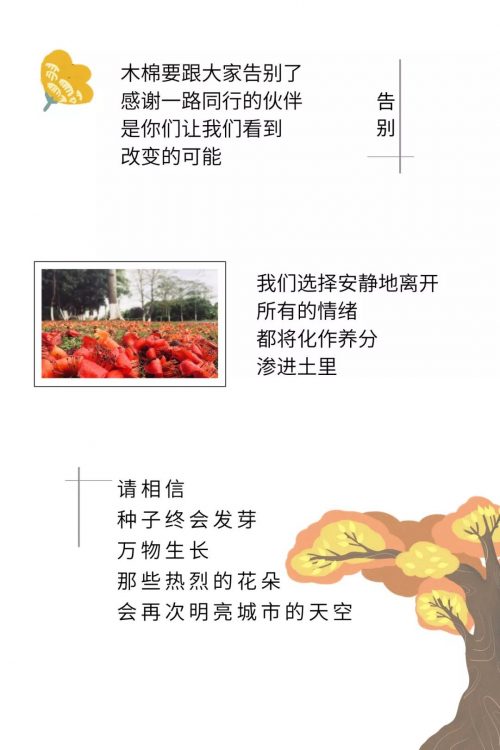 木棉要跟大家告别了
感谢一路同行的伙伴
是你们让我们看到
改变的可能
告别
我们选择安静地离开
所有的情绪
都将化作养分
渗进土里
请相信
种子终会发芽
万物生长
那些热烈的花朵
会再次明亮城市的天空